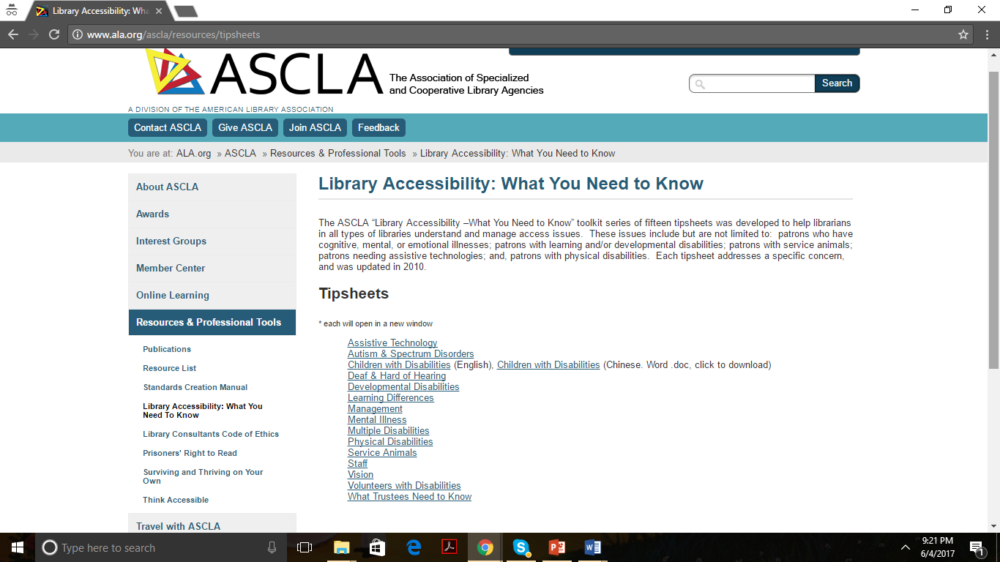 Library Accessibility: Wha
www.ala.org/ascla/resources/tipsheets
ASCLA
The Association of Specialized
and Cooperative Library Agencies
Search
A DIVISION OF THE AMERICAN LIBRARY ASSOCIATION
Contact ASCLA Give ASCLA Join ASCLA Feedback
You are at: ALA.org » ASCLA » Resources & Professional Tools » Library Accessibility: What You Need to Know
About ASCLA
Awards
Interest Groups
Member Center
Online Learning
Resources & Professional Tools
Publications
Resource List
Standards Creation Manual
Library Accessibility: What You
Need To Know
Library Consultants Code of Ethics
Prisoners' Right to Read
Surviving and Thriving on Your
Own
Think Accessible
Travel with ASCLA
Library Accessibility: What You Need to Know
The ASCLA “Library Accessibility –What You Need to Know” toolkit series of fifteen tipsheets was developed to help librarians
in all types of libraries understand and manage access issues. These issues include but are not limited to: patrons who have
cognitive, mental, or emotional illnesses; patrons with learning and/or developmental disabilities; patrons with service animals;
patrons needing assistive technologies; and, patrons with physical disabilities. Each tipsheet addresses a specific concern,
and was updated in 2010.
Tipsheets
* each will open in a new window
Assistive Technology
Autism & Spectrum Disorders
Children with Disabilities (English), Children with Disabilities (Chinese. Word .doc, click to download)
Deaf & Hard of Hearing
Developmental Disabilities
Learning Differences
Management
Mental Illness
Multiple Disabilities
Physical Disabilities
Service Animals
Staff
Vision
Volunteers with Disabilities
What Trustees Need to Know
Type here to search
9:21 PM
6/4/2017
1